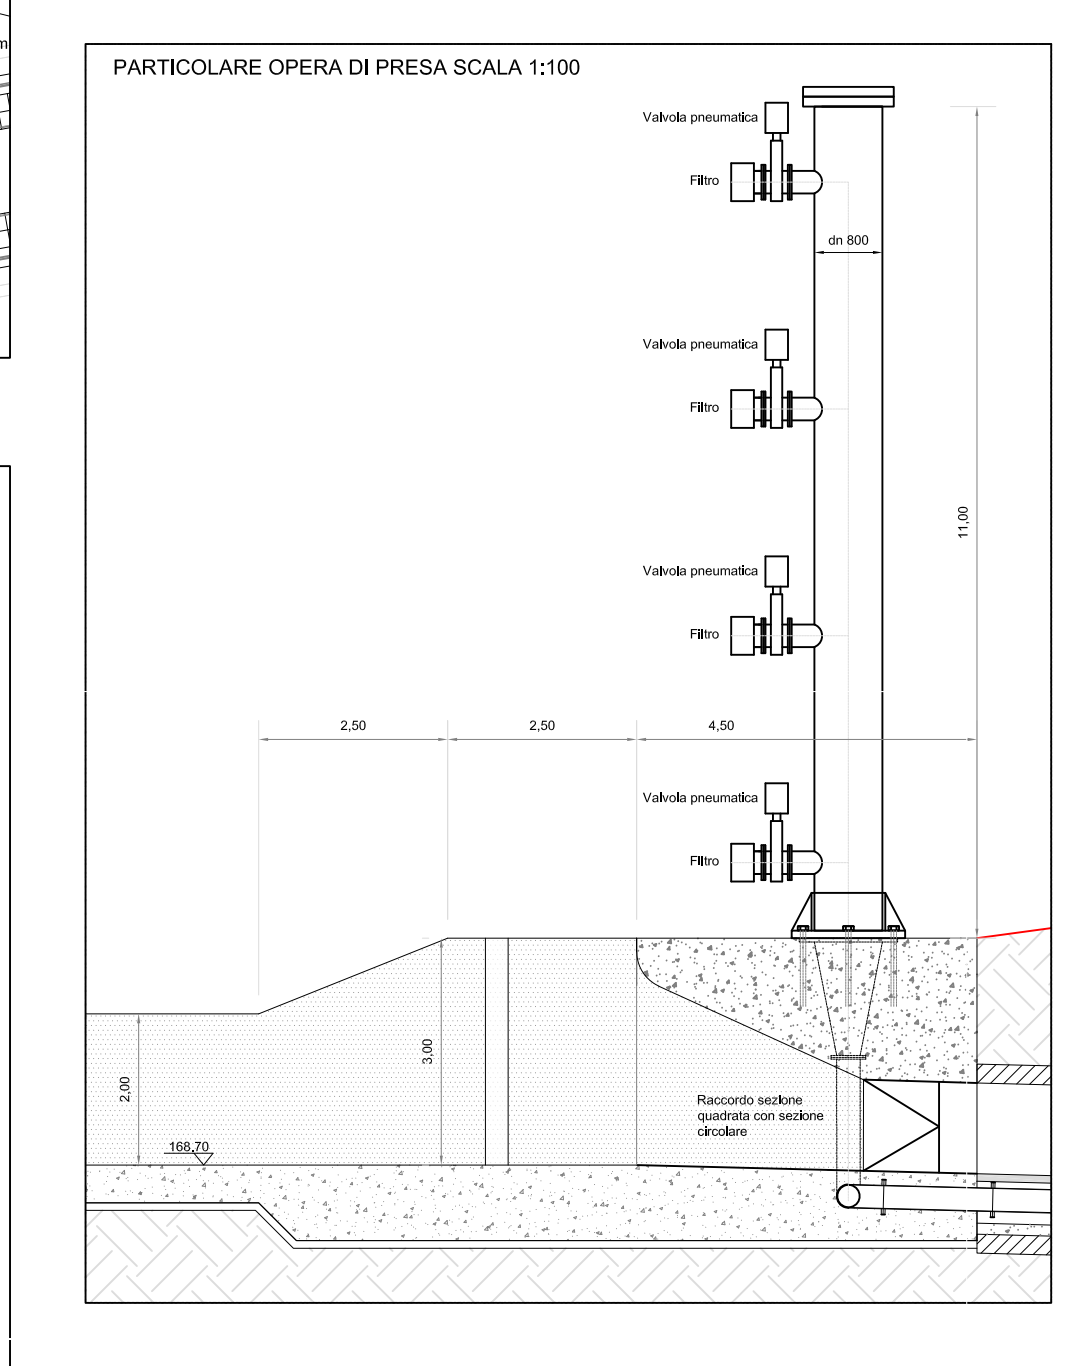 m
PARTICOLARE OPERA DI PRESA SCALA 1:100
Valvola pneumatica
Filtro
dn 800
Valvola pneumatica
Filtro
11,00
Valvola pneumatica
Filtro
2,50
2,50
4,50
Valvola pneumatica
Filtro
3,00
2,00
Raccordo sezione
quadrata con sezione
circolare
168,70